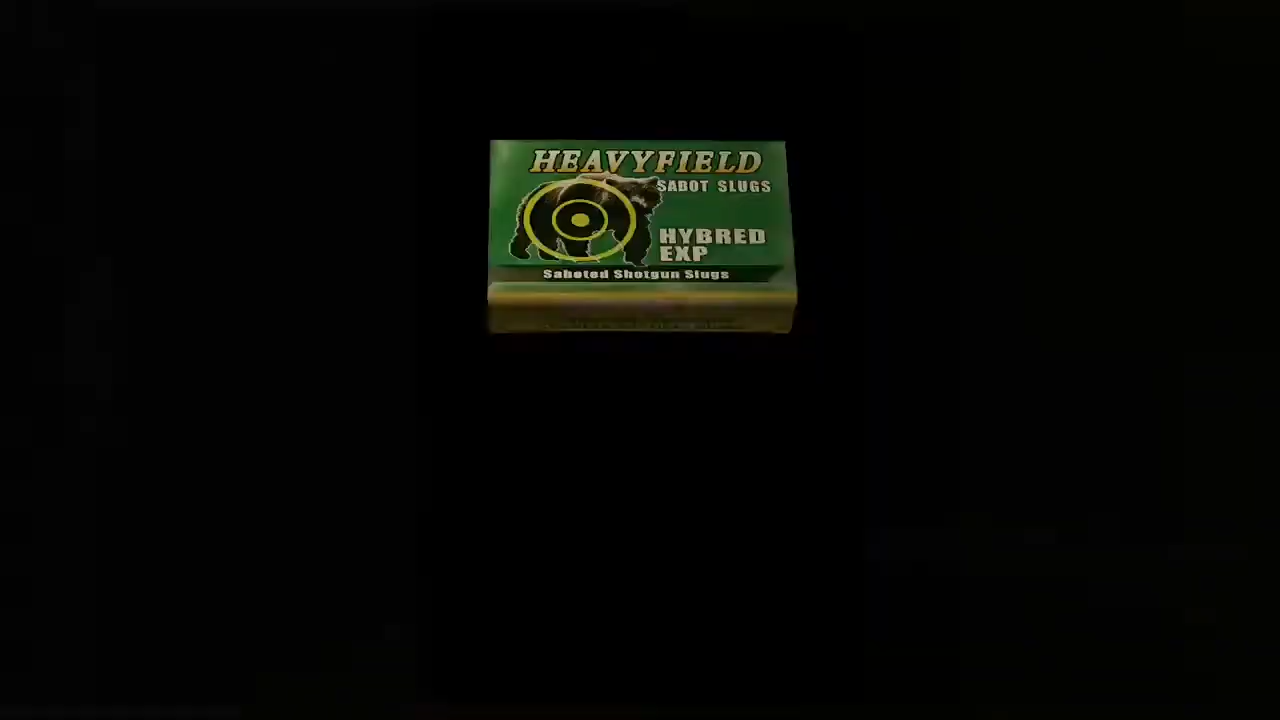 HEAVYFIELD
SABOT SLUGS
HYBRED
EXP
Saboted Shotgun Slugs